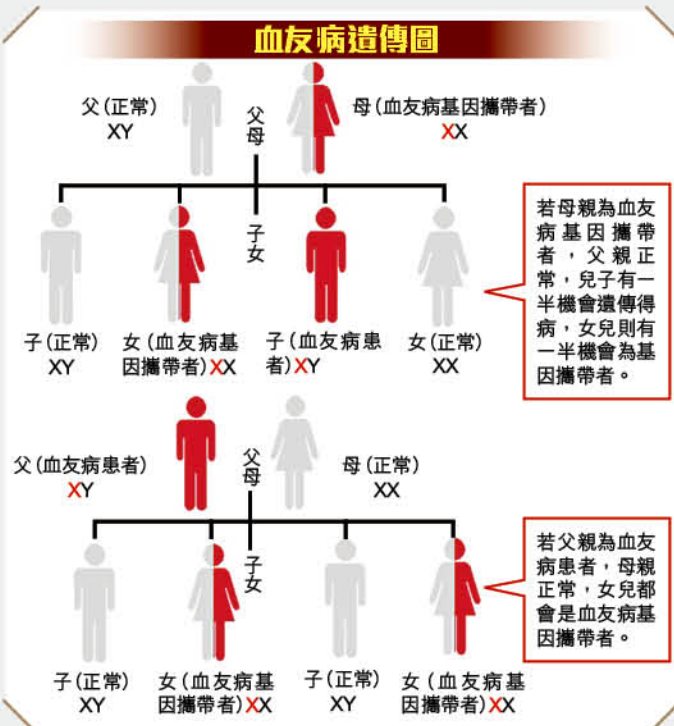 血友病遺傳圖
父(正常)
XY
父母
母(血友病基因攜帶者)
XX
子女
子(正常)
XY
女(血友病基
因攜帶者)XX
子(血友病患
者)XY
女(正常)
XX
若母親為血友
病基因攜帶
者，父親正
常，兒子有一
半機會遺傳得
病，女兒則有
一半機會為基
因攜帶者。
父(血友病患者)
XY
父母
母(正常)
XX
子女
子(正常)
XY
女(血友病基
因攜帶者)XX
子(正常)
XY
女(血友病基
因攜帶者)XX
若父親為血友
病患者，母親
正常，女兒都
會是血友病基
因攜帶者。